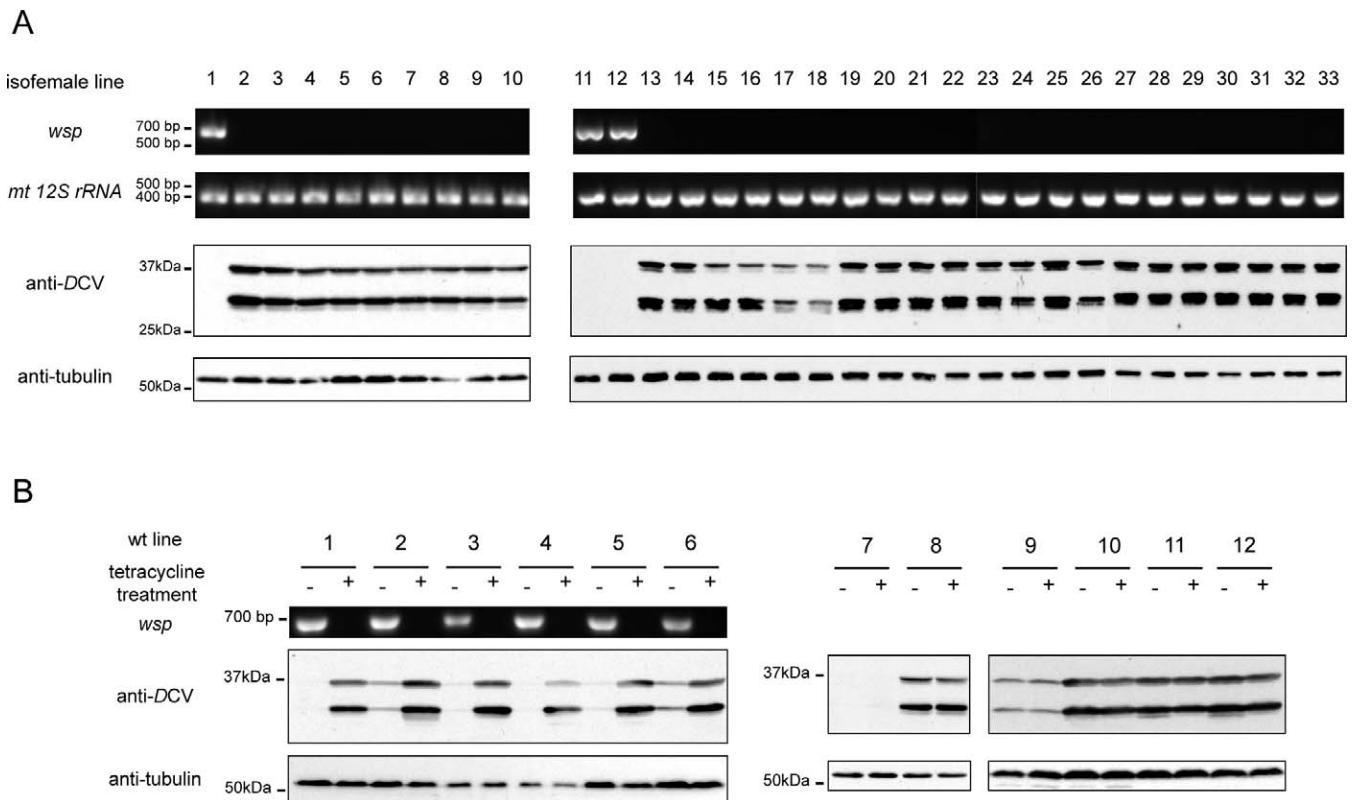 A
isofemale line 1 2 3 4 5 6 7 8 9 10 11 12 13 14 15 16 17 18 19 20 21 22 23 24 25 26 27 28 29 30 31 32 33
wsp 700 bp
500 bp
mt 12S rRNA 500 bp
400 bp
anti-DCV 37kDa
25kDa
anti-tubulin 50kDa
B
wt line 1 2 3 4 5 6 7 8 9 10 11 12
tetracycline - + - + - + - + - + - + - + - + - + - + - + - +
treatment
wsp 700 bp
anti-DCV 37kDa 37kDa
anti-tubulin 50kDa 50kDa